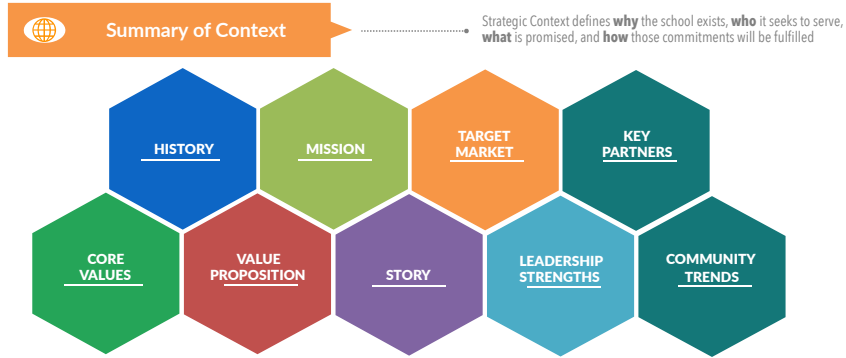 Summary of Context
Strategic Context defines why the school exists, who it seeks to serve,
what is promised, and how those commitments will be fulfilled
HISTORY
MISSION
TARGET
MARKET
KEY
PARTNERS
CORE
VALUES
VALUE
PROPOSITION
STORY
LEADERSHIP
STRENGTHS
COMMUNITY
TRENDS